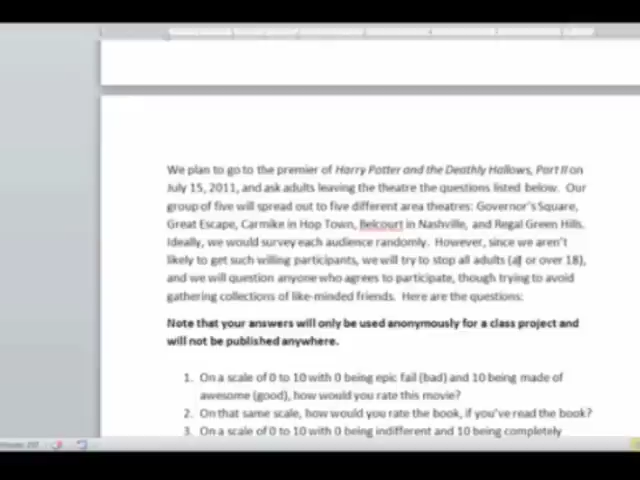 We plan to go to the premier of Harry Potter and the Deathly Hallows, Part II on
July 15, 2011, and ask adults leaving the theatre the questions listed below. Our
group of five will spread out to five different area theatres: Governor's Square,
Great Escape, Carmike in Hop Town, Belcourt in Nashville, and Regal Green Hills.
Ideally, we would survey each audience randomly. However, since we aren't
likely to get such willing participants, we will try to stop all adults (at or over 18),
and we will question anyone who agrees to participate, though trying to avoid
gathering collections of like-minded friends. Here are the questions:
Note that your answers will only be used anonymously for a class project and
will not be published anywhere.
1. On a scale of 0 to 10 with 0 being epic fail (bad) and 10 being made of
awesome (good), how would you rate this movie?
2. On that same scale, how would you rate the book, if you've read the book?
3. On a scale of 0 to 10 with 0 being indifferent and 10 being completely